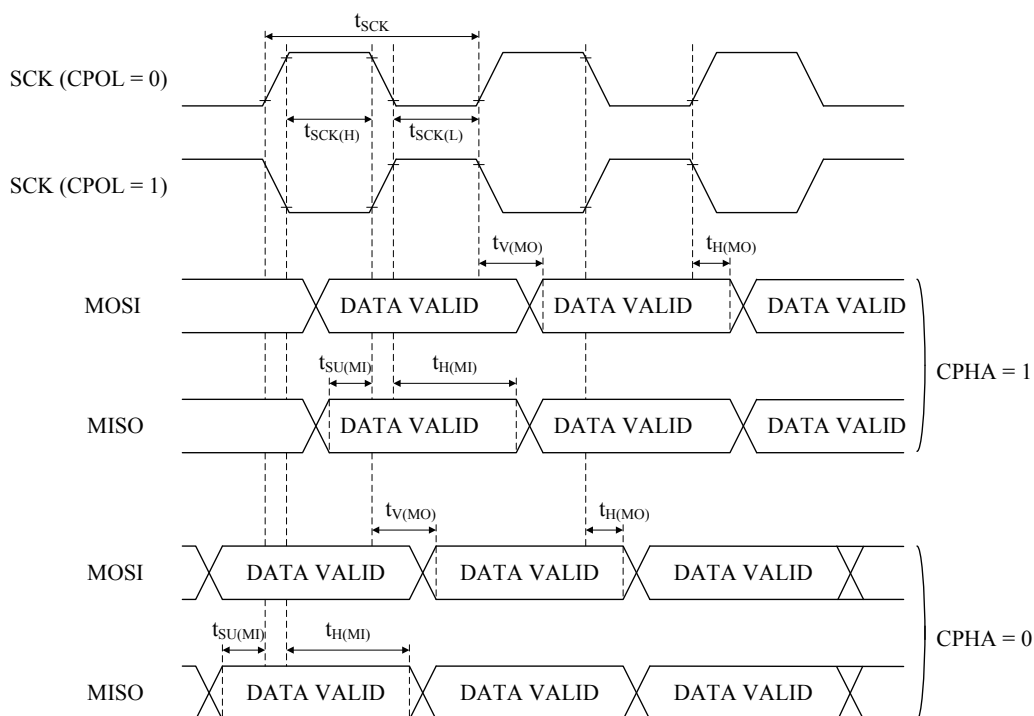 tSCK
SCK (CPOL = 0)
tSCK(H) tSCK(L)
SCK (CPOL = 1)
tV(MO) tH(MO)
MOSI DATA VALID DATA VALID DATA VALID
tSU(MI) tH(MI)
CPHA = 1
MISO DATA VALID DATA VALID DATA VALID
tV(MO) tH(MO)
MOSI DATA VALID DATA VALID DATA VALID
tSU(MI) tH(MI)
CPHA = 0
MISO DATA VALID DATA VALID DATA VALID